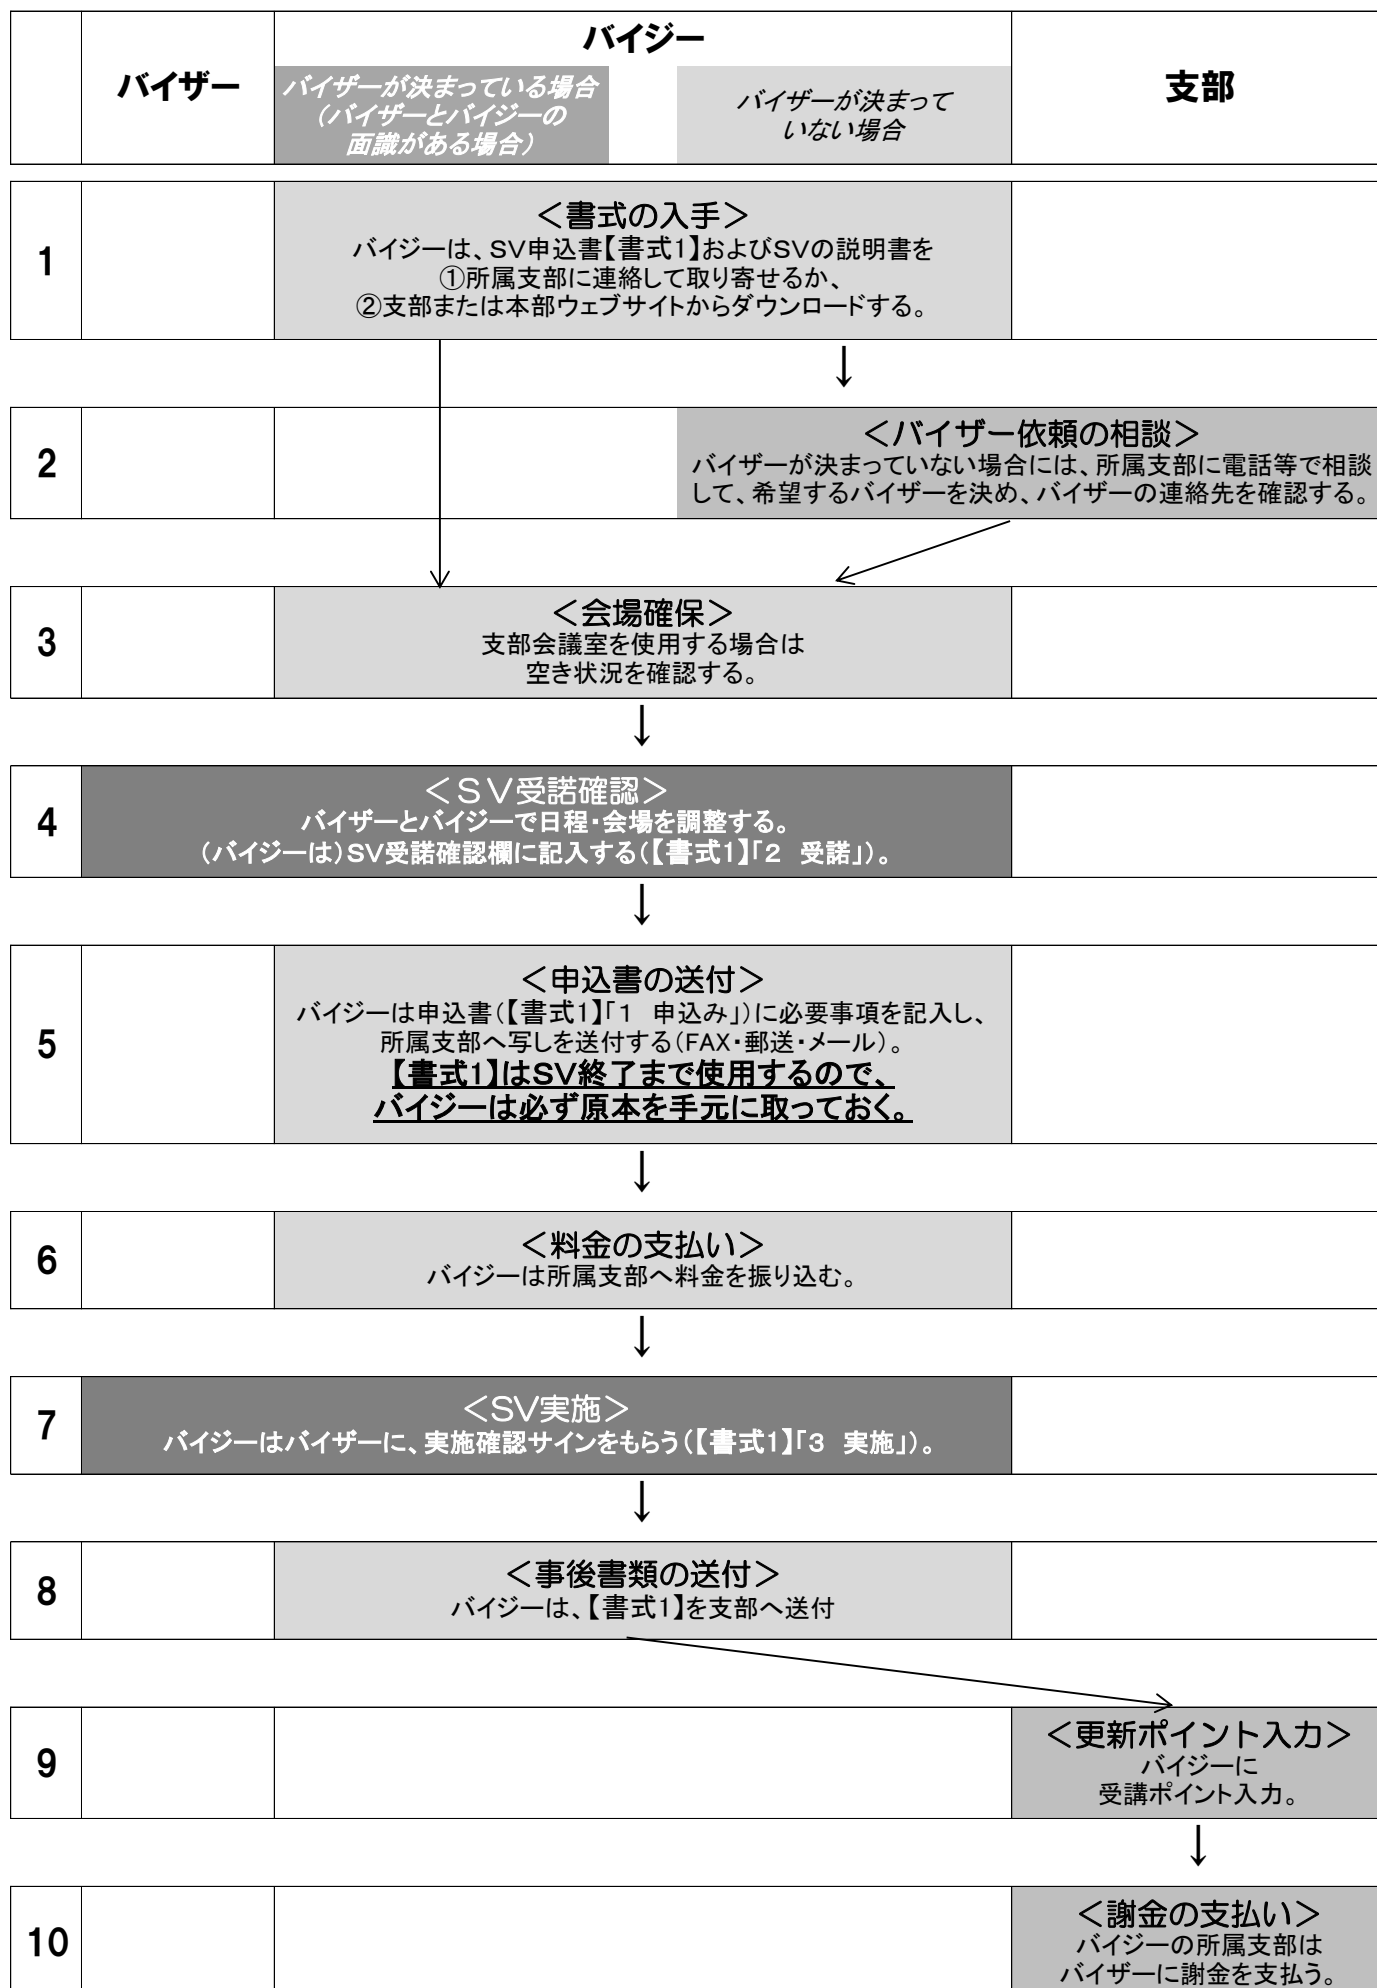 バイジー
バイザー
バイザーが決まっている場合
（バイザーとバイジーの
面識がある場合）
バイザーが決まって
いない場合
支部
1
＜書式の入手＞
バイジーは、SV申込書【書式1】およびSVの説明書を
①所属支部に連絡して取り寄せるか、
②支部または本部ウェブサイトからダウンロードする。
↓
2
＜バイザー依頼の相談＞
バイザーが決まっていない場合には、所属支部に電話等で相談
して、希望するバイザーを決め、バイザーの連絡先を確認する。
3
＜会場確保＞
支部会議室を使用する場合は
空き状況を確認する。
↓
4
＜ＳＶ受諾確認＞
バイザーとバイジーで日程・会場を調整する。
（バイジーは）SV受諾確認欄に記入する（【書式1】「2　受諾」）。
↓
5
＜申込書の送付＞
バイジーは申込書（【書式1】「1　申込み」）に必要事項を記入し、
所属支部へ写しを送付する（FAX・郵送・メール）。
【書式1】はSV終了まで使用するので、
バイジーは必ず原本を手元に取っておく。
↓
6
＜料金の支払い＞
バイジーは所属支部へ料金を振り込む。
↓
7
＜SV実施＞
バイジーはバイザーに、実施確認サインをもらう（【書式1】「3　実施」）。
↓
8
＜事後書類の送付＞
バイジーは、【書式1】を支部へ送付
9
＜更新ポイント入力＞
バイジーに
受講ポイント入力。
↓
10
＜謝金の支払い＞
バイジーの所属支部は
バイザーに謝金を支払う。